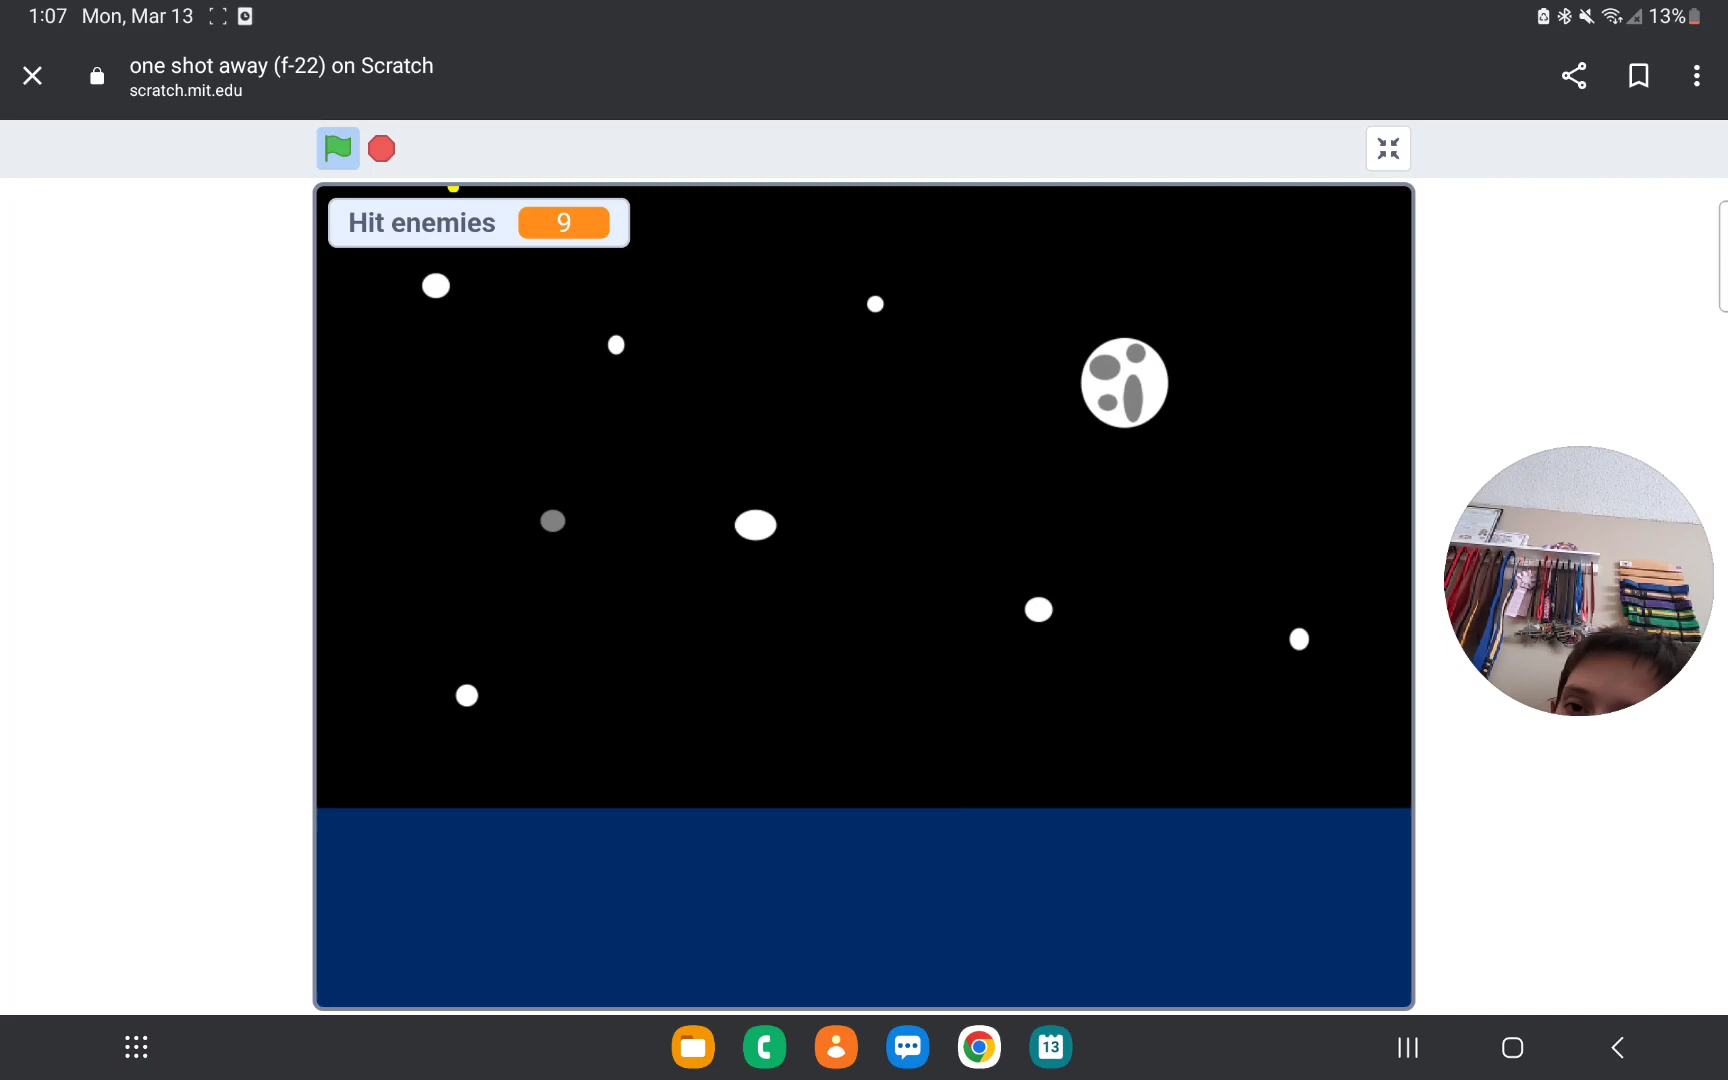 1:07 Mon, Mar 13
13%
one shot away (f-22) on Scratch
scratch.mit.edu
Hit enemies 9
13